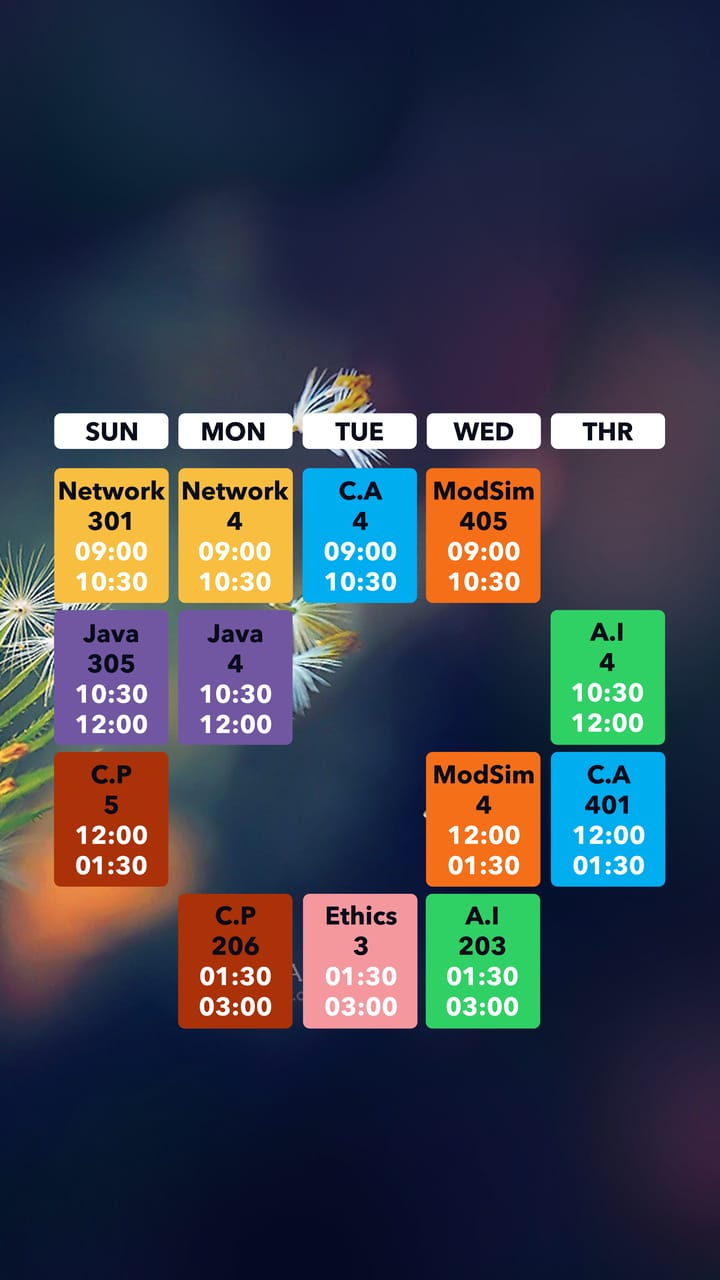 SUN MON TUE WED THR
Network Network C.A ModSim
301 4 4 405
09:00 09:00 09:00 09:00
10:30 10:30 10:30 10:30
Java Java A.I
305 4 4
10:30 10:30 10:30
12:00 12:00 12:00
C.P ModSim C.A
5 4 401
12:00 12:00 12:00
01:30 01:30 01:30
C.P Ethics A.I
206 3 203
01:30 01:30 01:30
03:00 03:00 03:00